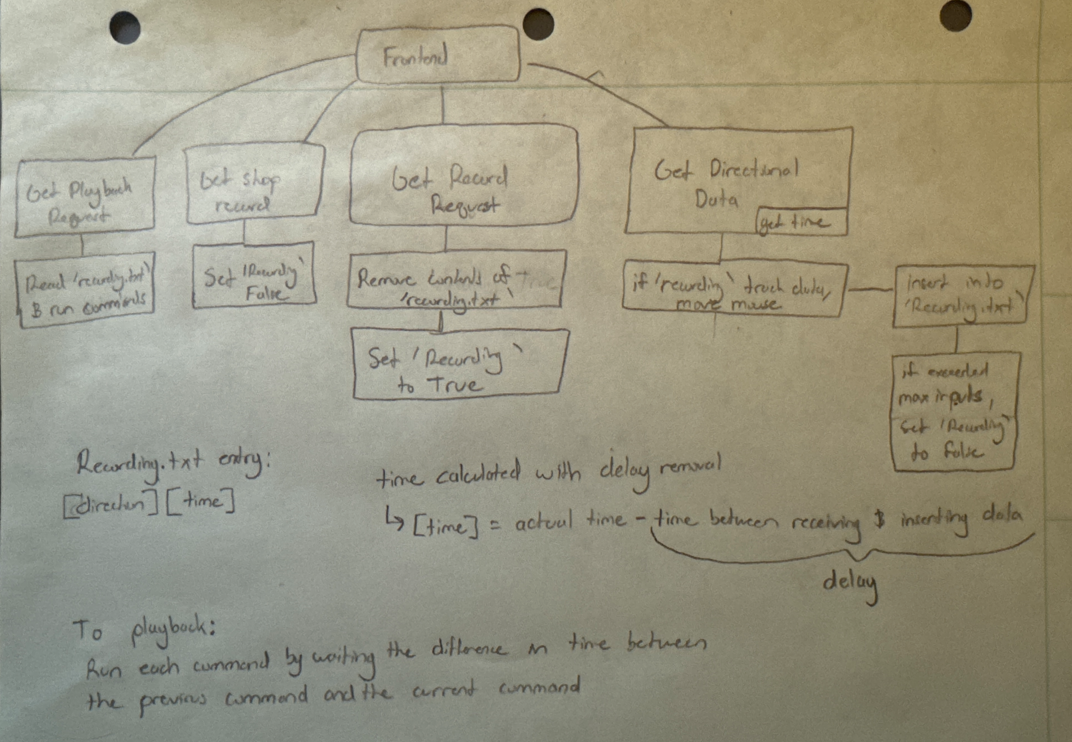 Frontend
Get Playback
Request
Get stop
record
Get Record
Request
Get Directional
Data
get time
Read 'recording.txt'
& run commands
Set 'Recording'
False
Remove contents of
'recording.txt'
Set 'Recording'
to True
if 'recording' track data,
move mouse
insert into
'Recording.txt'
if exceeded
max inputs,
set 'Recording'
to False
Recording.txt entry:
[direction] [time]
time calculated with delay removal
↳ [time] = actual time - time between receiving & inserting data
delay
To playback:
Run each command by waiting the difference in time between
the previous command and the current command